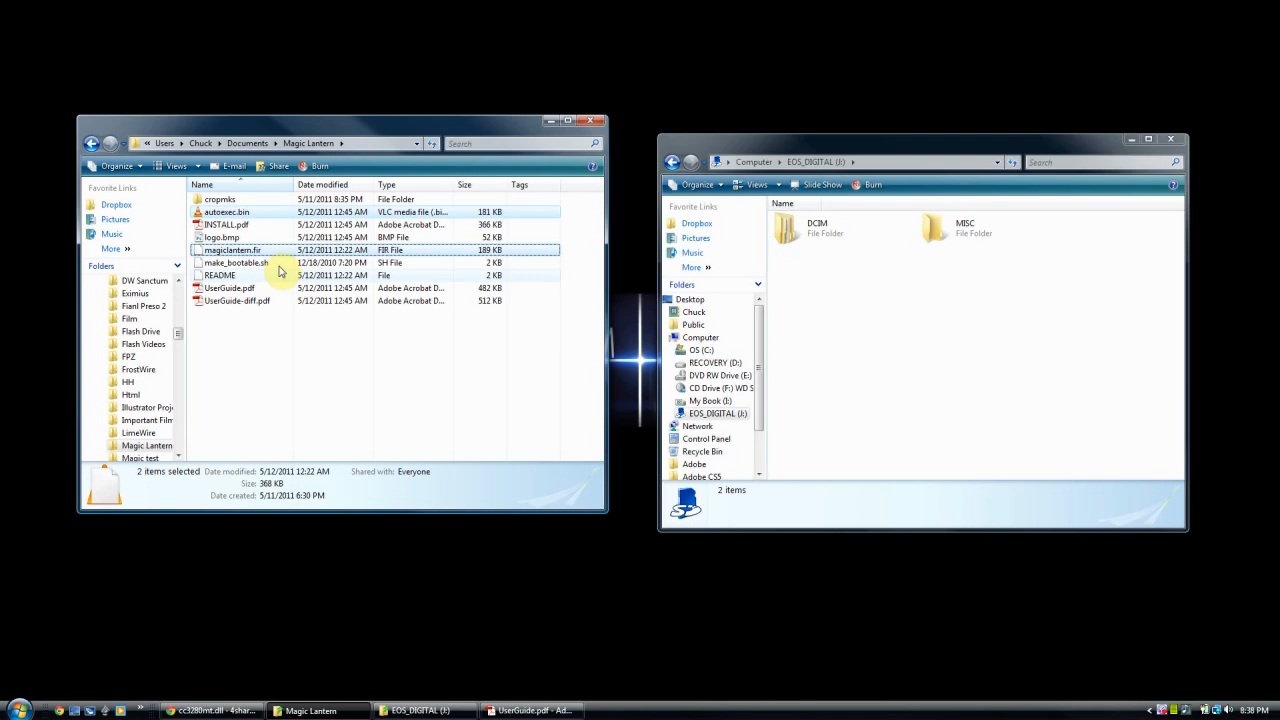 « Users ▸ Chuck ▸ Documents ▸ Magic Lantern ▸
Search
Organize Views E-mail Share Burn
Favorite Links
Dropbox
Pictures
Music
More »
Folders
DW Sanctum
Eximius
Fianl Preso 2
Film
Flash Drive
Flash Videos
FPZ
FrostWire
HH
Html
Illustrator Proj
Important Film
LimeWire
Magic Lantern
Magic test
Name Date modified Type Size Tags
cropmks 5/11/2011 8:35 PM File Folder
autoexec.bin 5/12/2011 12:45 AM VLC media file (.bi... 181 KB
INSTALL.pdf 5/12/2011 12:45 AM Adobe Acrobat D... 366 KB
logo.bmp 5/12/2011 12:45 AM BMP File 52 KB
magiclantern.fir 5/12/2011 12:22 AM FIR File 189 KB
make_bootable.sh 12/18/2010 7:20 PM SH File 2 KB
README 5/12/2011 12:22 AM File 2 KB
UserGuide.pdf 5/12/2011 12:45 AM Adobe Acrobat D... 482 KB
UserGuide-diff.pdf 5/12/2011 12:45 AM Adobe Acrobat D... 512 KB
2 items selected Date modified: 5/12/2011 12:22 AM Shared with: Everyone
Size: 368 KB
Date created: 5/11/2011 6:30 PM
Computer ▸ EOS_DIGITAL (J:) ▸
Search
Organize Views Slide Show Burn
Favorite Links
Dropbox
Pictures
Music
More »
Folders
Desktop
Chuck
Public
Computer
OS (C:)
RECOVERY (D:)
DVD RW Drive (E:)
CD Drive (F:) WD S
My Book (I:)
EOS_DIGITAL (J:)
Network
Control Panel
Recycle Bin
Adobe
Adobe CS5
Name
DCIM
File Folder
MISC
File Folder
2 items
cc3280mt.dll - 4shar... Magic Lantern EOS_DIGITAL (J:) UserGuide.pdf - Ad... 8:38 PM